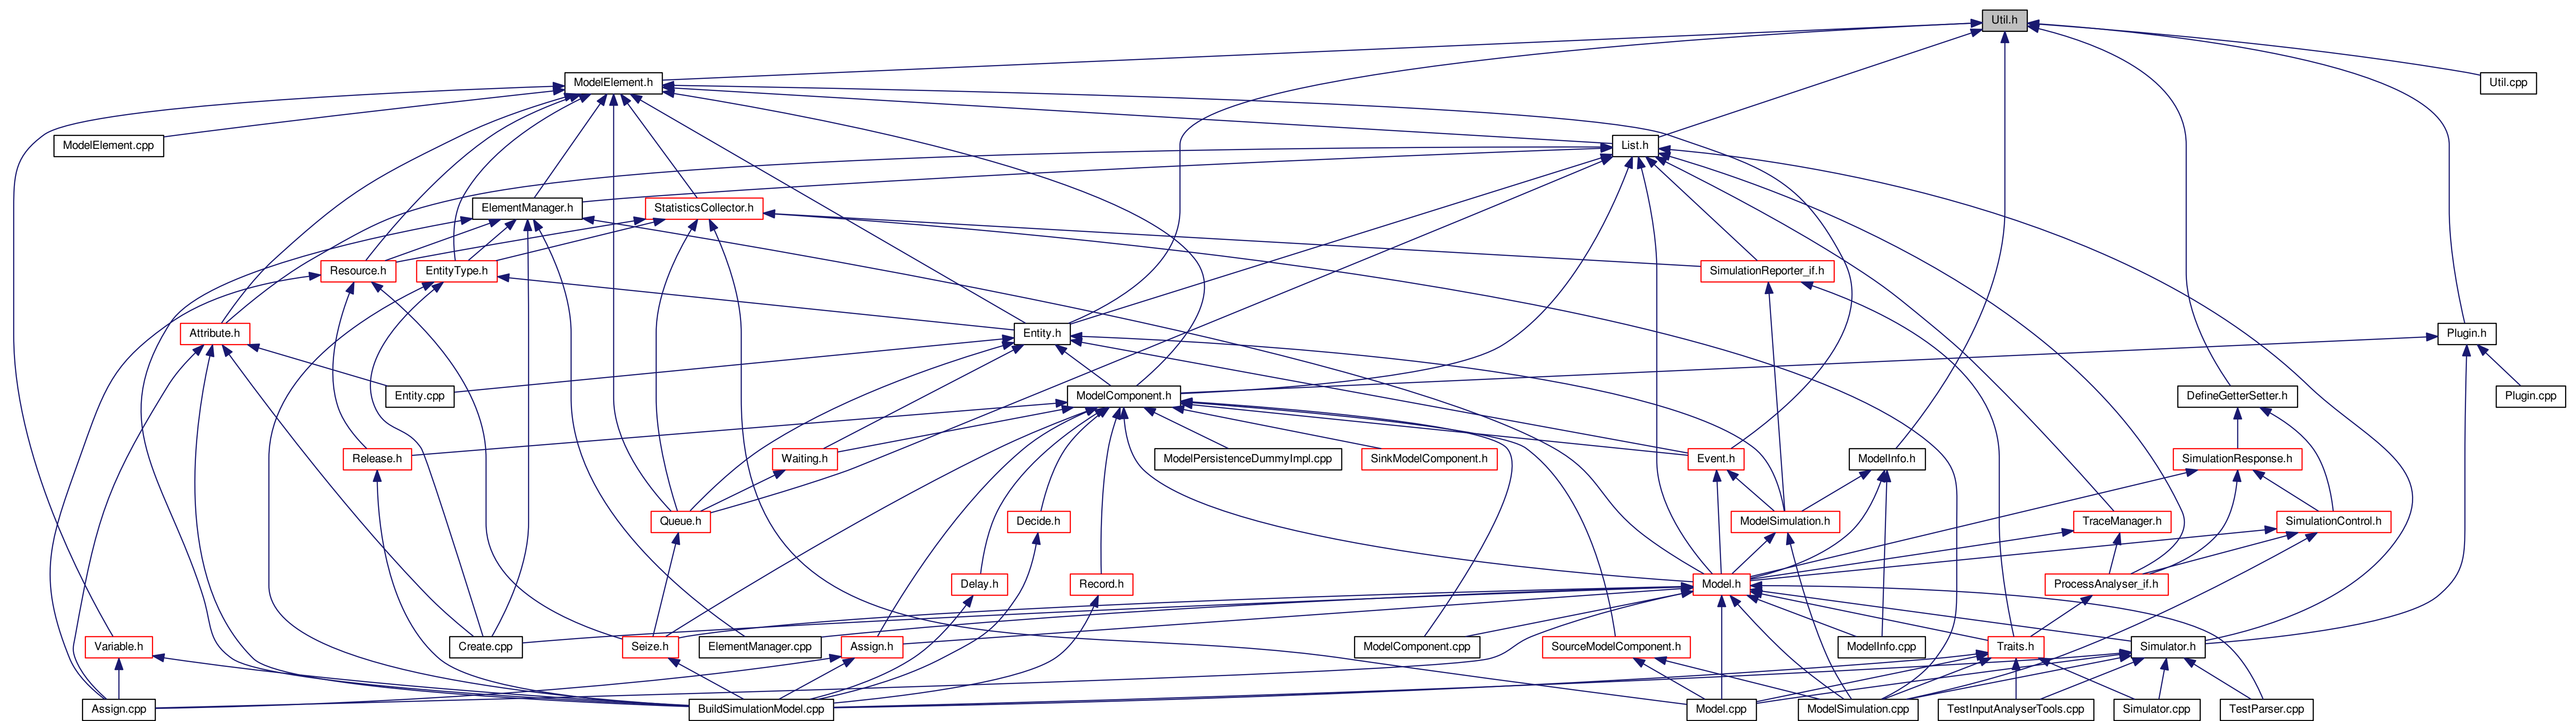 Util.h
ModelElement.h
Util.cpp
ModelElement.cpp
List.h
ElementManager.h
StatisticsCollector.h
Resource.h
EntityType.h
SimulationReporter_if.h
Attribute.h
Entity.h
Plugin.h
Entity.cpp
ModelComponent.h
DefineGetterSetter.h
Plugin.cpp
Release.h
Waiting.h
ModelPersistenceDummyImpl.cpp
SinkModelComponent.h
Event.h
ModelInfo.h
SimulationResponse.h
Queue.h
Decide.h
ModelSimulation.h
TraceManager.h
SimulationControl.h
Delay.h
Record.h
Model.h
ProcessAnalyser_if.h
Variable.h
Create.cpp
Seize.h
ElementManager.cpp
Assign.h
ModelComponent.cpp
SourceModelComponent.h
ModelInfo.cpp
Traits.h
Simulator.h
Assign.cpp
BuildSimulationModel.cpp
Model.cpp
ModelSimulation.cpp
TestInputAnalyserTools.cpp
Simulator.cpp
TestParser.cpp